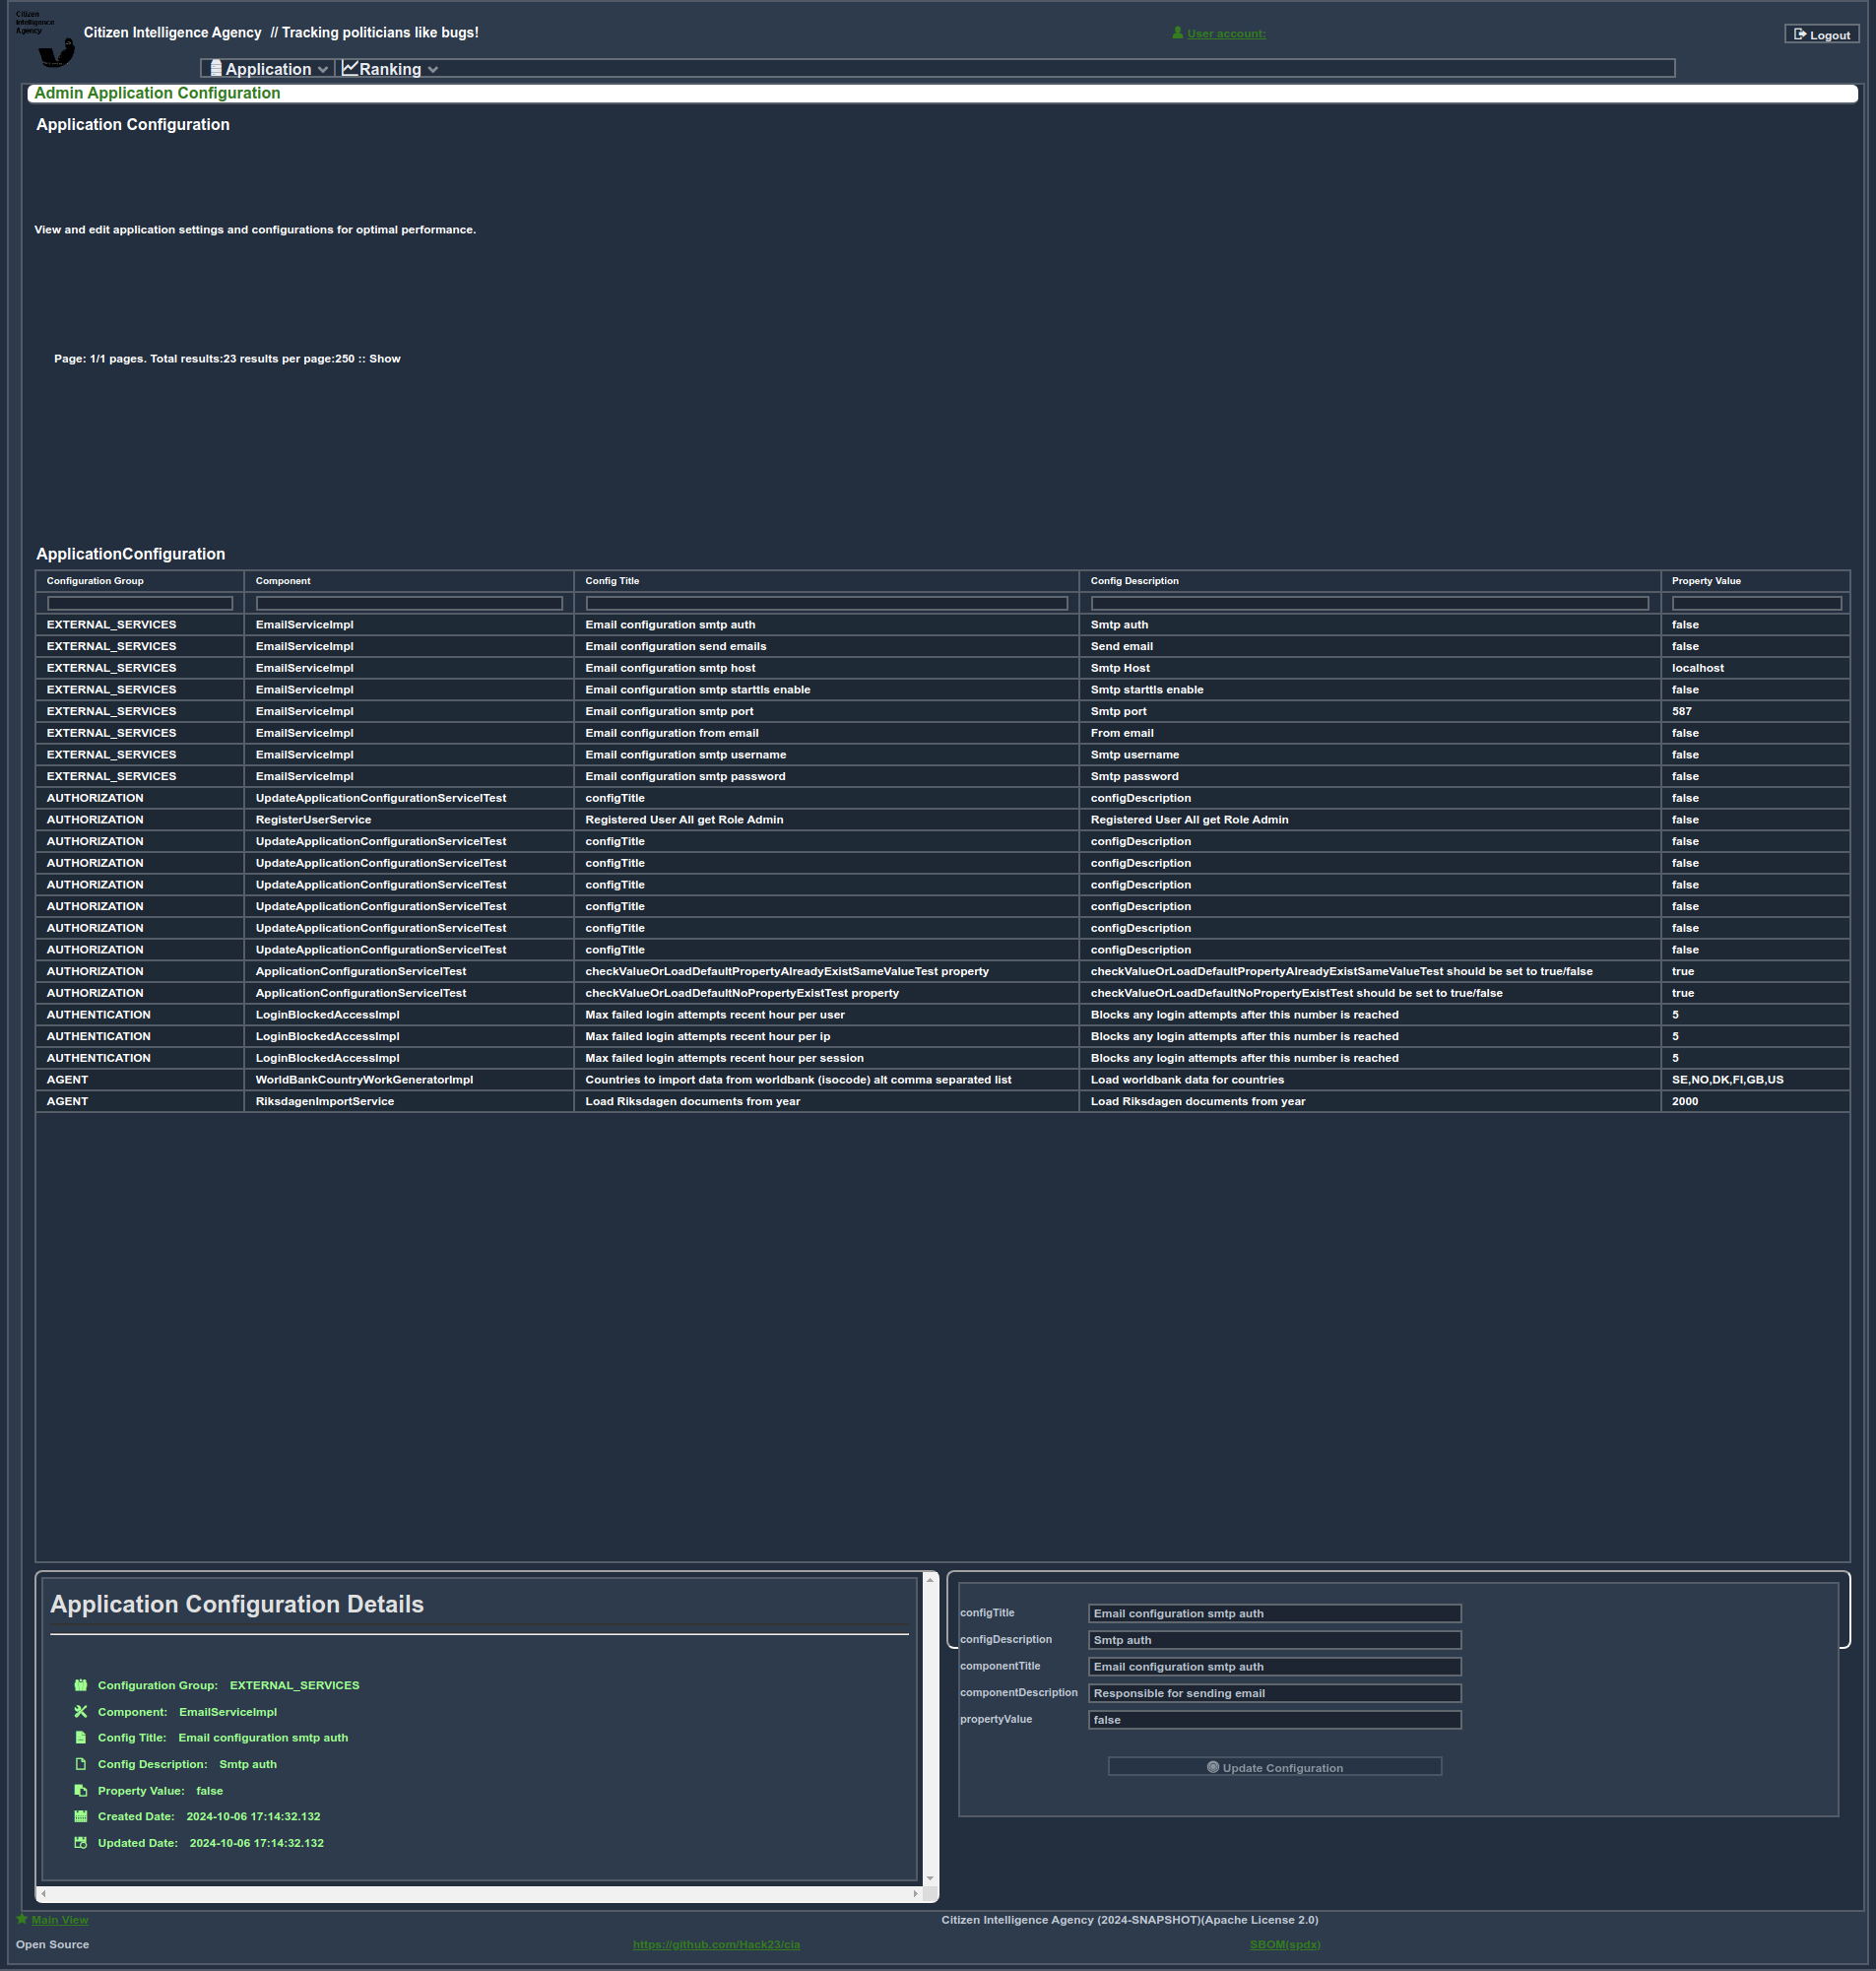 Citizen
Intelligence
Agency
Citizen Intelligence Agency // Tracking politicians like bugs!
User account:
Logout
Application
Ranking
Admin Application Configuration
Application Configuration
View and edit application settings and configurations for optimal performance.
Page: 1/1 pages. Total results:23 results per page:250 :: Show
ApplicationConfiguration
Configuration Group Component Config Title Config Description Property Value
EXTERNAL_SERVICES EmailServiceImpl Email configuration smtp auth Smtp auth false
EXTERNAL_SERVICES EmailServiceImpl Email configuration send emails Send email false
EXTERNAL_SERVICES EmailServiceImpl Email configuration smtp host Smtp Host localhost
EXTERNAL_SERVICES EmailServiceImpl Email configuration smtp starttls enable Smtp starttls enable false
EXTERNAL_SERVICES EmailServiceImpl Email configuration smtp port Smtp port 587
EXTERNAL_SERVICES EmailServiceImpl Email configuration from email From email false
EXTERNAL_SERVICES EmailServiceImpl Email configuration smtp username Smtp username false
EXTERNAL_SERVICES EmailServiceImpl Email configuration smtp password Smtp password false
AUTHORIZATION UpdateApplicationConfigurationServiceITest configTitle configDescription false
AUTHORIZATION RegisterUserService Registered User All get Role Admin Registered User All get Role Admin false
AUTHORIZATION UpdateApplicationConfigurationServiceITest configTitle configDescription false
AUTHORIZATION UpdateApplicationConfigurationServiceITest configTitle configDescription false
AUTHORIZATION UpdateApplicationConfigurationServiceITest configTitle configDescription false
AUTHORIZATION UpdateApplicationConfigurationServiceITest configTitle configDescription false
AUTHORIZATION UpdateApplicationConfigurationServiceITest configTitle configDescription false
AUTHORIZATION UpdateApplicationConfigurationServiceITest configTitle configDescription false
AUTHORIZATION ApplicationConfigurationServiceITest checkValueOrLoadDefaultPropertyAlreadyExistSameValueTest property checkValueOrLoadDefaultPropertyAlreadyExistSameValueTest should be set to true/false true
AUTHORIZATION ApplicationConfigurationServiceITest checkValueOrLoadDefaultNoPropertyExistTest property checkValueOrLoadDefaultNoPropertyExistTest should be set to true/false true
AUTHENTICATION LoginBlockedAccessImpl Max failed login attempts recent hour per user Blocks any login attempts after this number is reached 5
AUTHENTICATION LoginBlockedAccessImpl Max failed login attempts recent hour per ip Blocks any login attempts after this number is reached 5
AUTHENTICATION LoginBlockedAccessImpl Max failed login attempts recent hour per session Blocks any login attempts after this number is reached 5
AGENT WorldBankCountryWorkGeneratorImpl Countries to import data from worldbank (isocode) alt comma separated list Load worldbank data for countries SE,NO,DK,FI,GB,US
AGENT RiksdagenImportService Load Riksdagen documents from year Load Riksdagen documents from year 2000
Application Configuration Details
Configuration Group: EXTERNAL_SERVICES
Component: EmailServiceImpl
Config Title: Email configuration smtp auth
Config Description: Smtp auth
Property Value: false
Created Date: 2024-10-06 17:14:32.132
Updated Date: 2024-10-06 17:14:32.132
configTitle Email configuration smtp auth
configDescription Smtp auth
componentTitle Email configuration smtp auth
componentDescription Responsible for sending email
propertyValue false
Update Configuration
Main View
Citizen Intelligence Agency (2024-SNAPSHOT)(Apache License 2.0)
Open Source
https://github.com/Hack23/cia
SBOM(spdx)